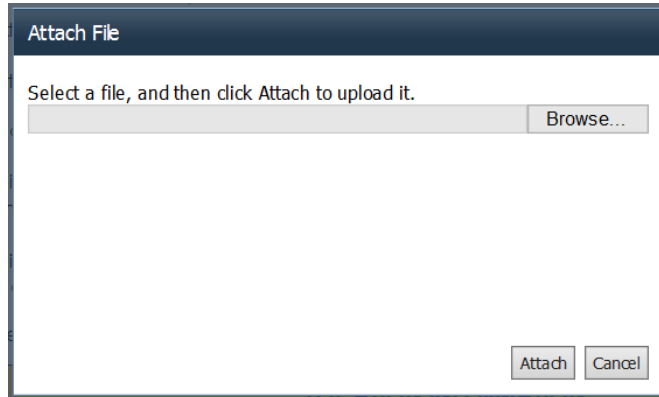 Attach File
Select a file, and then click Attach to upload it.
Browse...
Attach Cancel